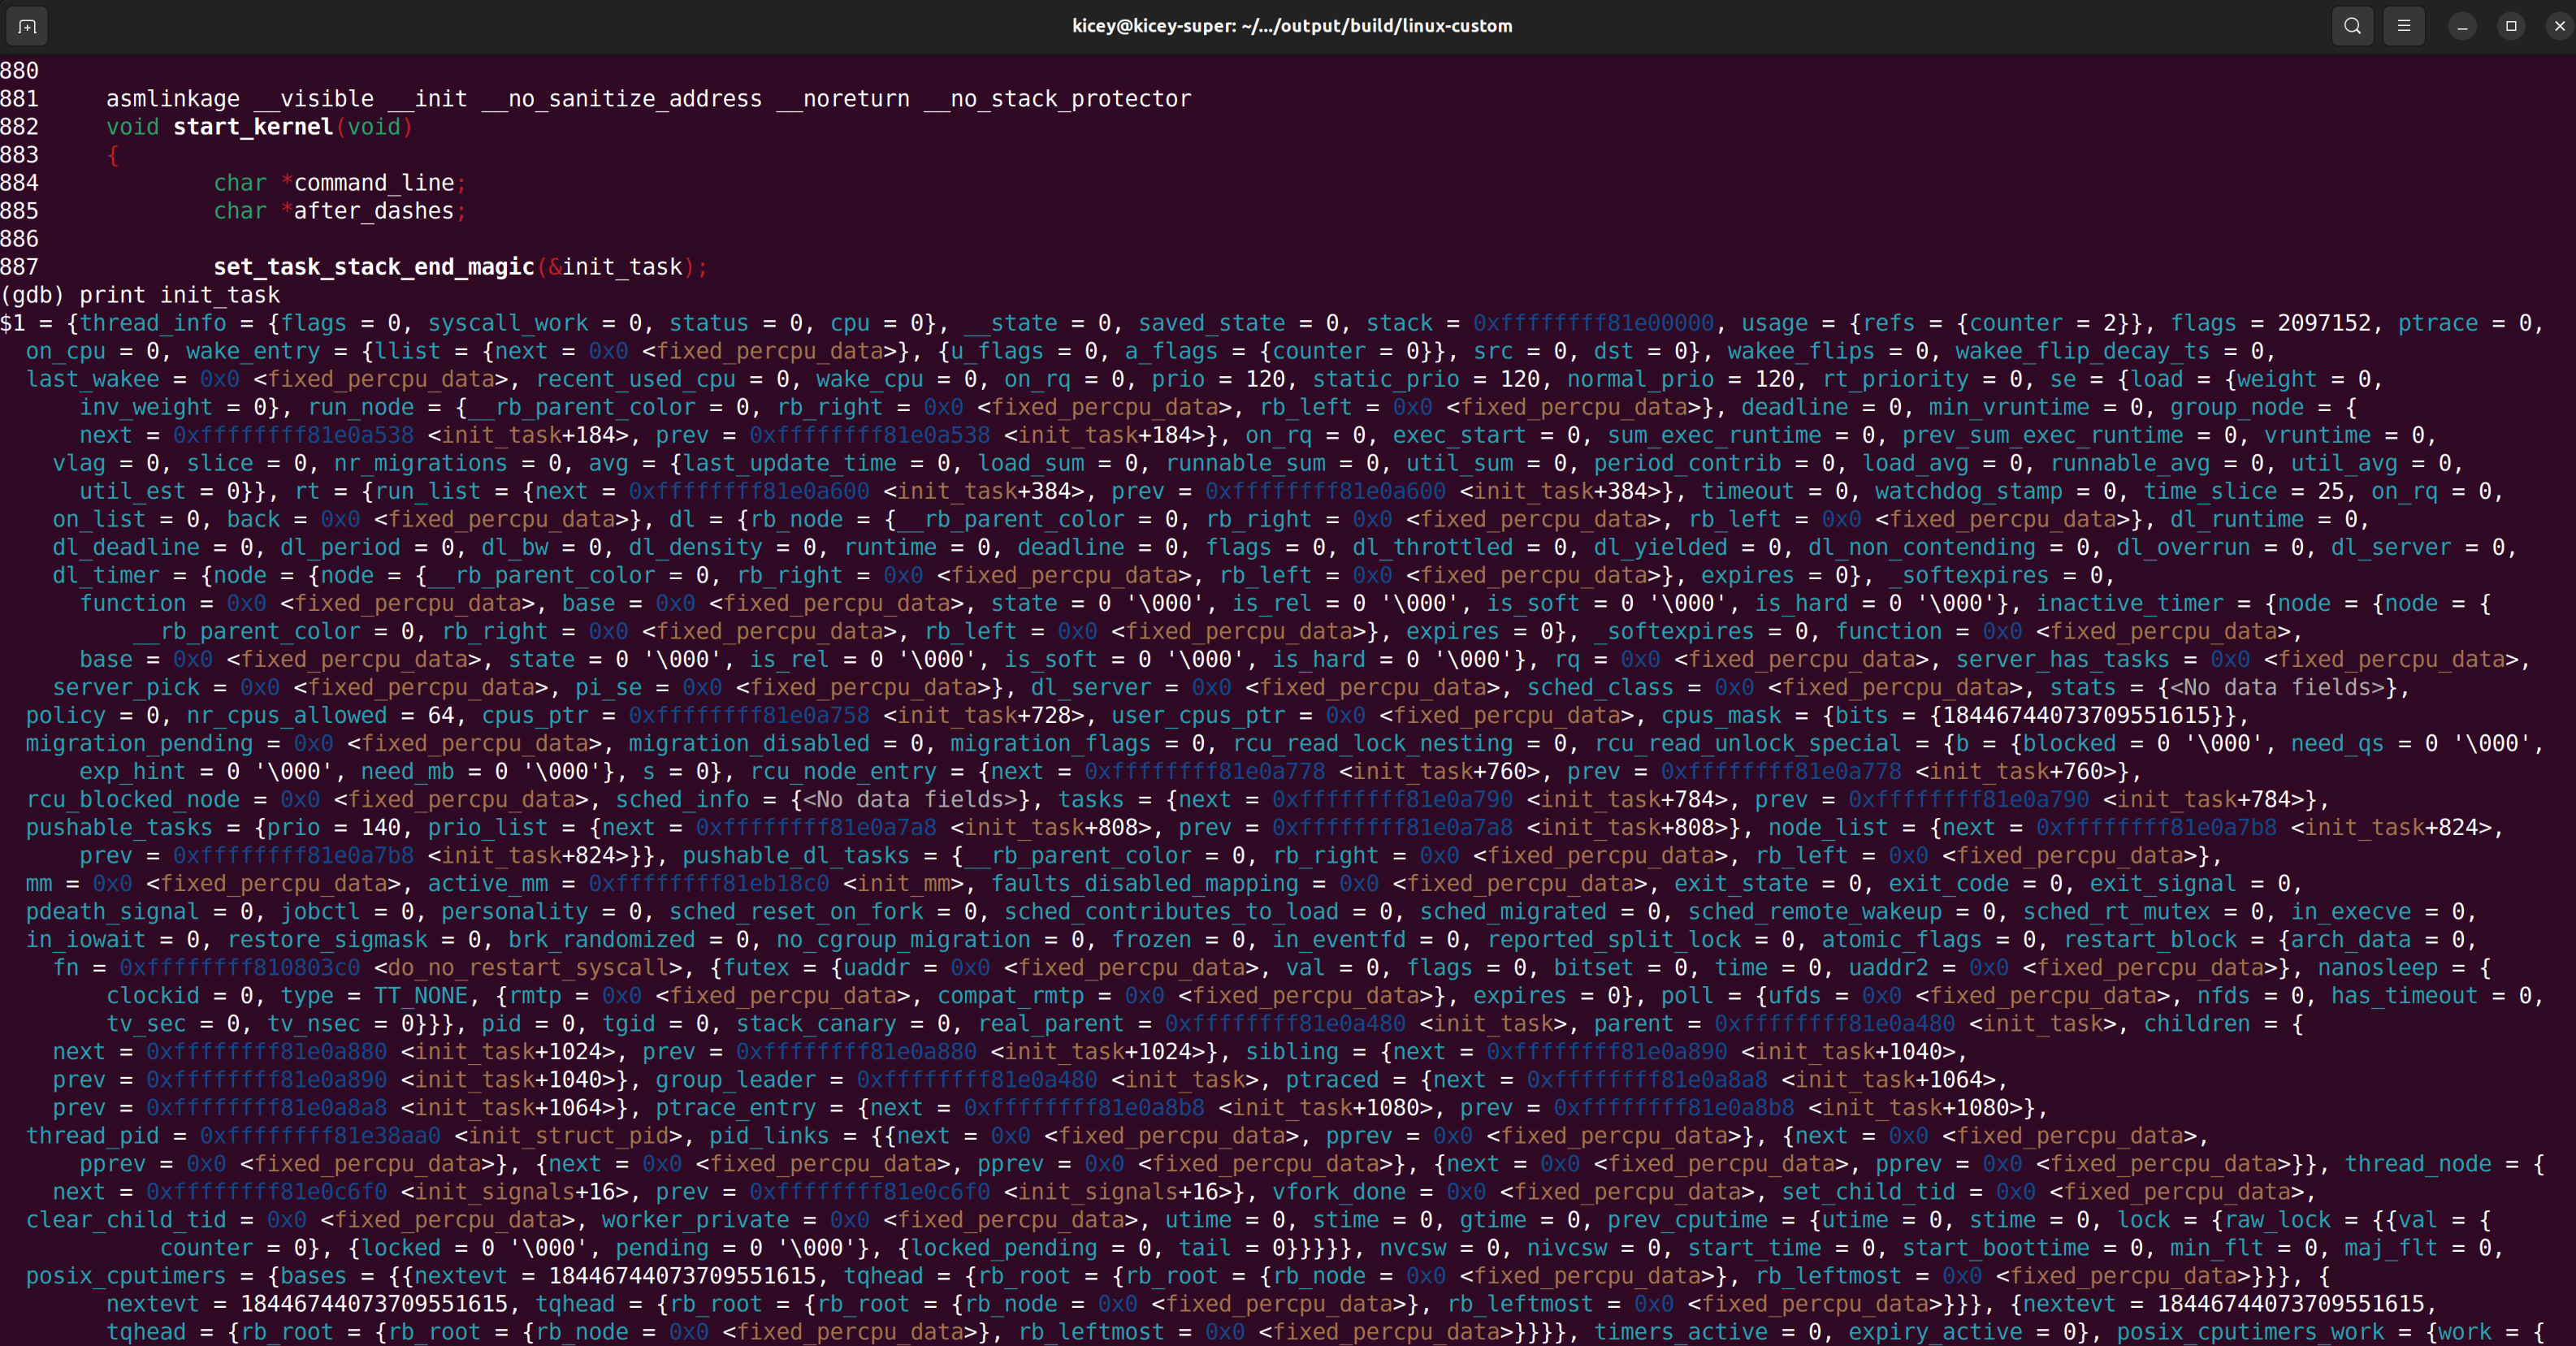 kicey@kicey-super: ~/.../output/build/linux-custom
880
881     asmlinkage __visible __init __no_sanitize_address __noreturn __no_stack_protector
882     void start_kernel(void)
883     {
884             char *command_line;
885             char *after_dashes;
886
887             set_task_stack_end_magic(&init_task);
(gdb) print init_task
$1 = {thread_info = {flags = 0, syscall_work = 0, status = 0, cpu = 0}, __state = 0, saved_state = 0, stack = 0xffffffff81e00000, usage = {refs = {counter = 2}}, flags = 2097152, ptrace = 0,
  on_cpu = 0, wake_entry = {llist = {next = 0x0 <fixed_percpu_data>}, {u_flags = 0, a_flags = {counter = 0}}, src = 0, dst = 0}, wakee_flips = 0, wakee_flip_decay_ts = 0,
  last_wakee = 0x0 <fixed_percpu_data>, recent_used_cpu = 0, wake_cpu = 0, on_rq = 0, prio = 120, static_prio = 120, normal_prio = 120, rt_priority = 0, se = {load = {weight = 0,
      inv_weight = 0}, run_node = {__rb_parent_color = 0, rb_right = 0x0 <fixed_percpu_data>, rb_left = 0x0 <fixed_percpu_data>}, deadline = 0, min_vruntime = 0, group_node = {
      next = 0xffffffff81e0a538 <init_task+184>, prev = 0xffffffff81e0a538 <init_task+184>}, on_rq = 0, exec_start = 0, sum_exec_runtime = 0, prev_sum_exec_runtime = 0, vruntime = 0,
    vlag = 0, slice = 0, nr_migrations = 0, avg = {last_update_time = 0, load_sum = 0, runnable_sum = 0, util_sum = 0, period_contrib = 0, load_avg = 0, runnable_avg = 0, util_avg = 0,
      util_est = 0}}, rt = {run_list = {next = 0xffffffff81e0a600 <init_task+384>, prev = 0xffffffff81e0a600 <init_task+384>}, timeout = 0, watchdog_stamp = 0, time_slice = 25, on_rq = 0,
    on_list = 0, back = 0x0 <fixed_percpu_data>}, dl = {rb_node = {__rb_parent_color = 0, rb_right = 0x0 <fixed_percpu_data>, rb_left = 0x0 <fixed_percpu_data>}, dl_runtime = 0,
    dl_deadline = 0, dl_period = 0, dl_bw = 0, dl_density = 0, runtime = 0, deadline = 0, flags = 0, dl_throttled = 0, dl_yielded = 0, dl_non_contending = 0, dl_overrun = 0, dl_server = 0,
    dl_timer = {node = {node = {__rb_parent_color = 0, rb_right = 0x0 <fixed_percpu_data>, rb_left = 0x0 <fixed_percpu_data>}, expires = 0}, _softexpires = 0,
      function = 0x0 <fixed_percpu_data>, base = 0x0 <fixed_percpu_data>, state = 0 '\000', is_rel = 0 '\000', is_soft = 0 '\000', is_hard = 0 '\000'}, inactive_timer = {node = {node = {
          __rb_parent_color = 0, rb_right = 0x0 <fixed_percpu_data>, rb_left = 0x0 <fixed_percpu_data>}, expires = 0}, _softexpires = 0, function = 0x0 <fixed_percpu_data>,
      base = 0x0 <fixed_percpu_data>, state = 0 '\000', is_rel = 0 '\000', is_soft = 0 '\000', is_hard = 0 '\000'}, rq = 0x0 <fixed_percpu_data>, server_has_tasks = 0x0 <fixed_percpu_data>,
    server_pick = 0x0 <fixed_percpu_data>, pi_se = 0x0 <fixed_percpu_data>}, dl_server = 0x0 <fixed_percpu_data>, sched_class = 0x0 <fixed_percpu_data>, stats = {<No data fields>},
  policy = 0, nr_cpus_allowed = 64, cpus_ptr = 0xffffffff81e0a758 <init_task+728>, user_cpus_ptr = 0x0 <fixed_percpu_data>, cpus_mask = {bits = {18446744073709551615}},
  migration_pending = 0x0 <fixed_percpu_data>, migration_disabled = 0, migration_flags = 0, rcu_read_lock_nesting = 0, rcu_read_unlock_special = {b = {blocked = 0 '\000', need_qs = 0 '\000',
      exp_hint = 0 '\000', need_mb = 0 '\000'}, s = 0}, rcu_node_entry = {next = 0xffffffff81e0a778 <init_task+760>, prev = 0xffffffff81e0a778 <init_task+760>},
  rcu_blocked_node = 0x0 <fixed_percpu_data>, sched_info = {<No data fields>}, tasks = {next = 0xffffffff81e0a790 <init_task+784>, prev = 0xffffffff81e0a790 <init_task+784>},
  pushable_tasks = {prio = 140, prio_list = {next = 0xffffffff81e0a7a8 <init_task+808>, prev = 0xffffffff81e0a7a8 <init_task+808>}, node_list = {next = 0xffffffff81e0a7b8 <init_task+824>,
      prev = 0xffffffff81e0a7b8 <init_task+824>}}, pushable_dl_tasks = {__rb_parent_color = 0, rb_right = 0x0 <fixed_percpu_data>, rb_left = 0x0 <fixed_percpu_data>},
  mm = 0x0 <fixed_percpu_data>, active_mm = 0xffffffff81eb18c0 <init_mm>, faults_disabled_mapping = 0x0 <fixed_percpu_data>, exit_state = 0, exit_code = 0, exit_signal = 0,
  pdeath_signal = 0, jobctl = 0, personality = 0, sched_reset_on_fork = 0, sched_contributes_to_load = 0, sched_migrated = 0, sched_remote_wakeup = 0, sched_rt_mutex = 0, in_execve = 0,
  in_iowait = 0, restore_sigmask = 0, brk_randomized = 0, no_cgroup_migration = 0, frozen = 0, in_eventfd = 0, reported_split_lock = 0, atomic_flags = 0, restart_block = {arch_data = 0,
    fn = 0xffffffff810803c0 <do_no_restart_syscall>, {futex = {uaddr = 0x0 <fixed_percpu_data>, val = 0, flags = 0, bitset = 0, time = 0, uaddr2 = 0x0 <fixed_percpu_data>}, nanosleep = {
        clockid = 0, type = TT_NONE, {rmtp = 0x0 <fixed_percpu_data>, compat_rmtp = 0x0 <fixed_percpu_data>}, expires = 0}, poll = {ufds = 0x0 <fixed_percpu_data>, nfds = 0, has_timeout = 0,
        tv_sec = 0, tv_nsec = 0}}}, pid = 0, tgid = 0, stack_canary = 0, real_parent = 0xffffffff81e0a480 <init_task>, parent = 0xffffffff81e0a480 <init_task>, children = {
    next = 0xffffffff81e0a880 <init_task+1024>, prev = 0xffffffff81e0a880 <init_task+1024>}, sibling = {next = 0xffffffff81e0a890 <init_task+1040>,
    prev = 0xffffffff81e0a890 <init_task+1040>}, group_leader = 0xffffffff81e0a480 <init_task>, ptraced = {next = 0xffffffff81e0a8a8 <init_task+1064>,
    prev = 0xffffffff81e0a8a8 <init_task+1064>}, ptrace_entry = {next = 0xffffffff81e0a8b8 <init_task+1080>, prev = 0xffffffff81e0a8b8 <init_task+1080>},
  thread_pid = 0xffffffff81e38aa0 <init_struct_pid>, pid_links = {{next = 0x0 <fixed_percpu_data>, pprev = 0x0 <fixed_percpu_data>}, {next = 0x0 <fixed_percpu_data>,
      pprev = 0x0 <fixed_percpu_data>}, {next = 0x0 <fixed_percpu_data>, pprev = 0x0 <fixed_percpu_data>}, {next = 0x0 <fixed_percpu_data>, pprev = 0x0 <fixed_percpu_data>}}, thread_node = {
    next = 0xffffffff81e0c6f0 <init_signals+16>, prev = 0xffffffff81e0c6f0 <init_signals+16>}, vfork_done = 0x0 <fixed_percpu_data>, set_child_tid = 0x0 <fixed_percpu_data>,
  clear_child_tid = 0x0 <fixed_percpu_data>, worker_private = 0x0 <fixed_percpu_data>, utime = 0, stime = 0, gtime = 0, prev_cputime = {utime = 0, stime = 0, lock = {raw_lock = {{val = {
            counter = 0}, {locked = 0 '\000', pending = 0 '\000'}, {locked_pending = 0, tail = 0}}}}}, nvcsw = 0, nivcsw = 0, start_time = 0, start_boottime = 0, min_flt = 0, maj_flt = 0,
  posix_cputimers = {bases = {{nextevt = 18446744073709551615, tqhead = {rb_root = {rb_root = {rb_node = 0x0 <fixed_percpu_data>}, rb_leftmost = 0x0 <fixed_percpu_data>}}}, {
        nextevt = 18446744073709551615, tqhead = {rb_root = {rb_root = {rb_node = 0x0 <fixed_percpu_data>}, rb_leftmost = 0x0 <fixed_percpu_data>}}}, {nextevt = 18446744073709551615,
        tqhead = {rb_root = {rb_root = {rb_node = 0x0 <fixed_percpu_data>}, rb_leftmost = 0x0 <fixed_percpu_data>}}}}, timers_active = 0, expiry_active = 0}, posix_cputimers_work = {work = {